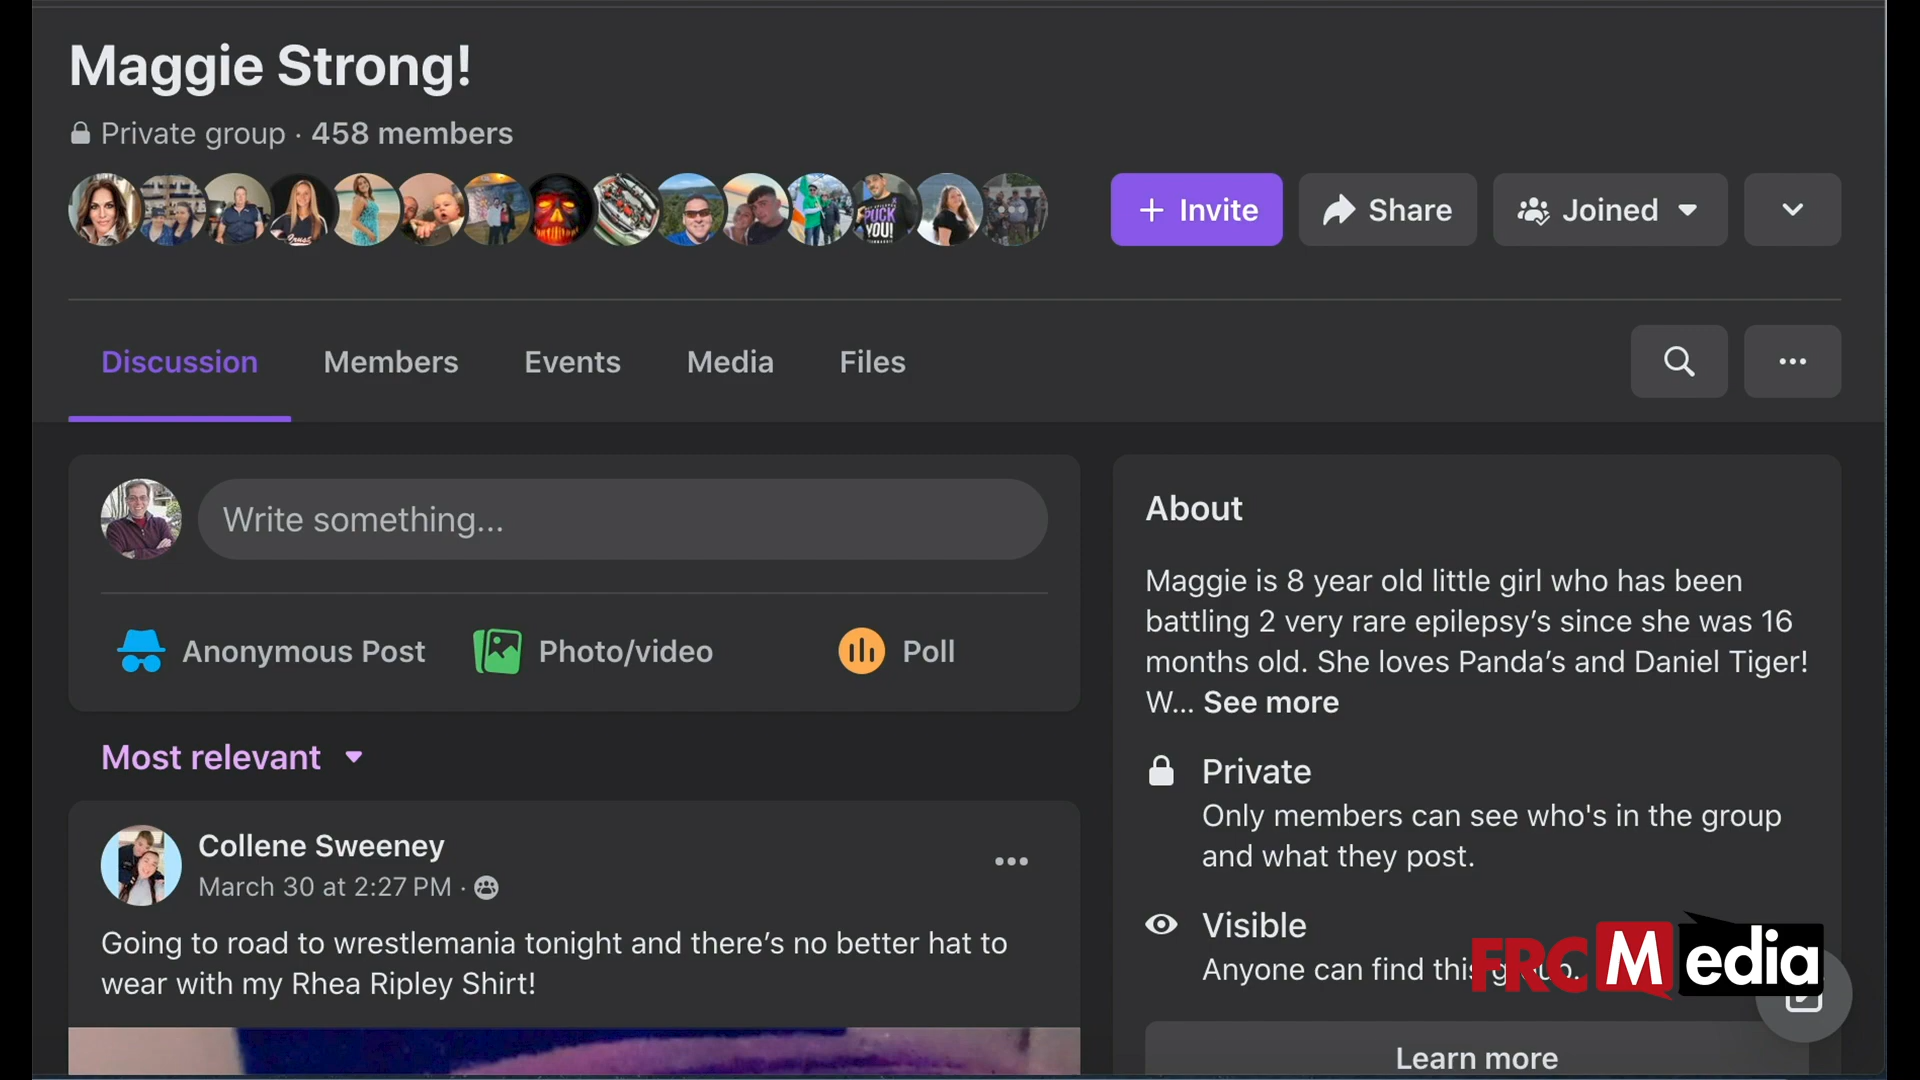 Maggie Strong!
Private group · 458 members
PUCK
YOU!
+ Invite
Share
Joined
Discussion
Members
Events
Media
Files
Write something...
Anonymous Post
Photo/video
Poll
Most relevant
Collene Sweeney
March 30 at 2:27 PM ·
Going to road to wrestlemania tonight and there’s no better hat to
wear with my Rhea Ripley Shirt!
About
Maggie is 8 year old little girl who has been
battling 2 very rare epilepsy’s since she was 16
months old. She loves Panda’s and Daniel Tiger!
W... See more
Private
Only members can see who's in the group
and what they post.
Visible
Anyone can find this group.
FRC Media
Learn more